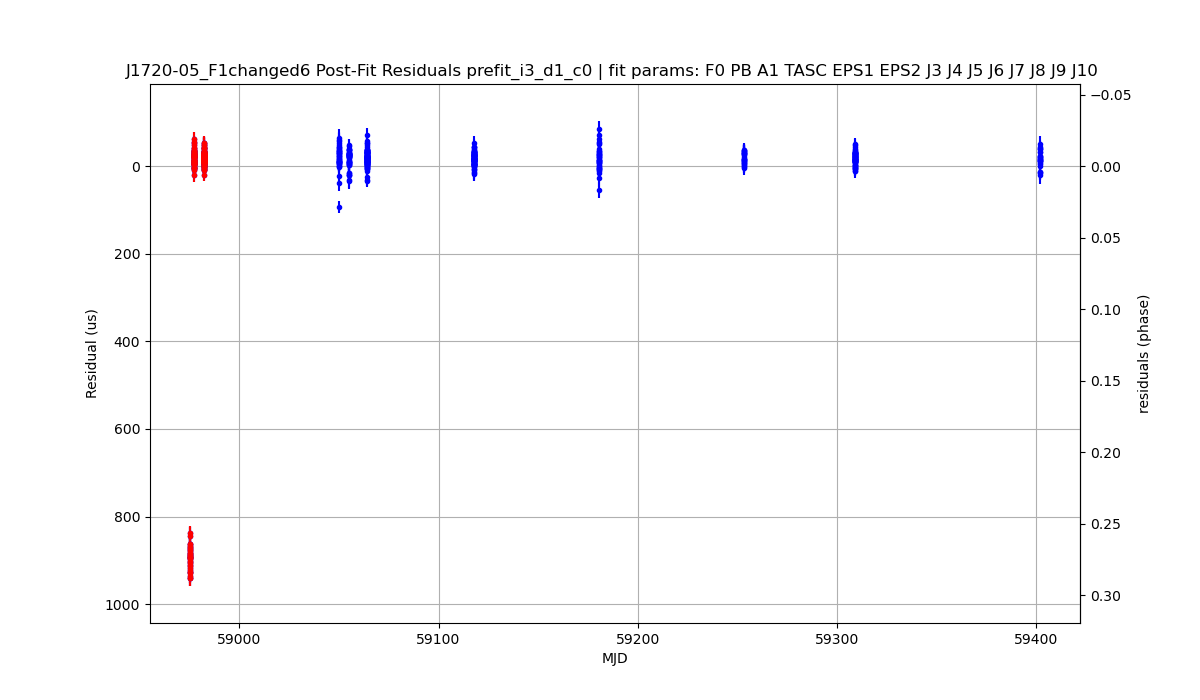 J1720-05_F1changed6 Post-Fit Residuals prefit_i3_d1_c0 | fit params: F0 PB A1 TASC EPS1 EPS2 J3 J4 J5 J6 J7 J8 J9 J10
0
200
400
600
800
1000
Residual (us)
−0.05
0.00
0.05
0.10
0.15
0.20
0.25
0.30
residuals (phase)
59000 59100 59200 59300 59400
MJD